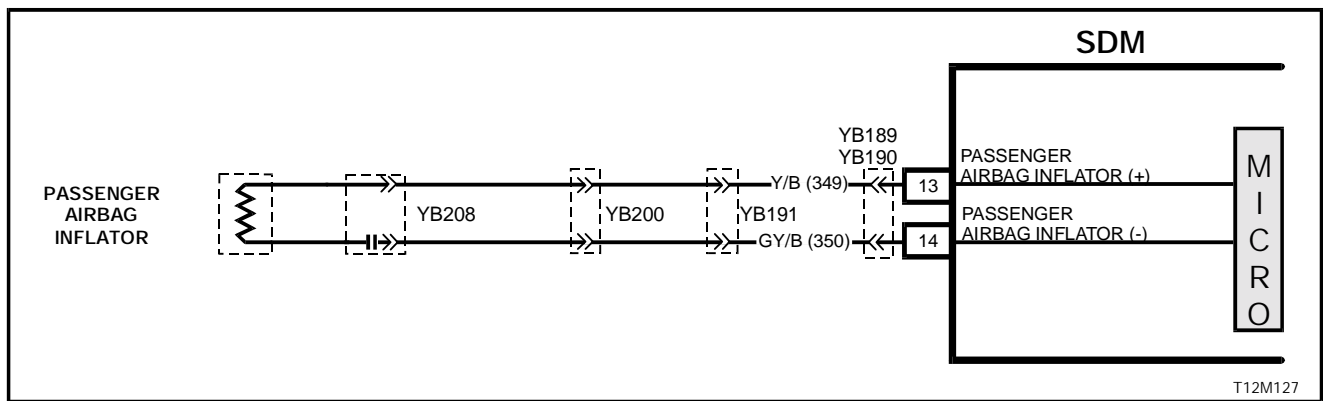 SDM
YB189
YB190
PASSENGER
AIRBAG INFLATOR (+)
PASSENGER
AIRBAG
INFLATOR
YB208
YB200
YB191
Y/B (349)
13
GY/B (350)
14
PASSENGER
AIRBAG INFLATOR (-)
MICRO
T12M127